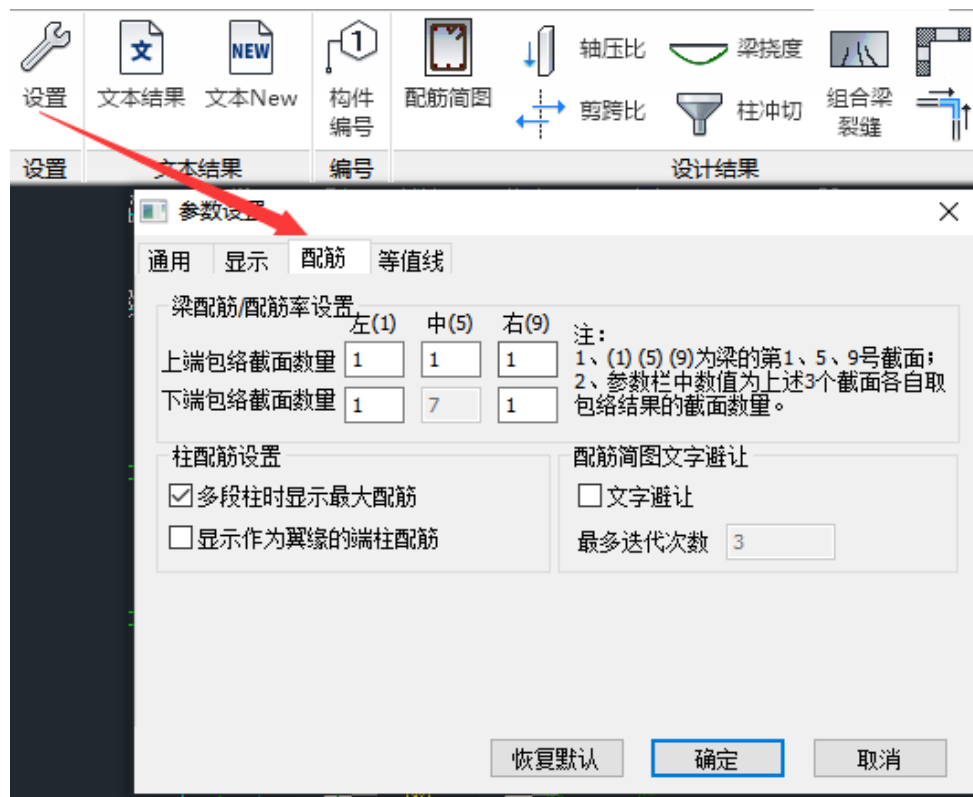 文
NEW
1
轴压比
梁挠度
设置
文本结果
文本New
构件
编号
配筋简图
剪跨比
柱冲切
组合梁
裂缝
设置
文本结果
编号
设计结果
参数设置
通用
显示
配筋
等值线
梁配筋/配筋率设置
左(1) 中(5) 右(9)
上端包络截面数量 1 1 1
下端包络截面数量 1 7 1
注:
1、(1) (5) (9)为梁的第1、5、9号截面;
2、参数栏中数值为上述3个截面各自取
包络结果的截面数量。
柱配筋设置
多段柱时显示最大配筋
显示作为翼缘的端柱配筋
配筋简图文字避让
文字避让
最多迭代次数 3
恢复默认
确定
取消